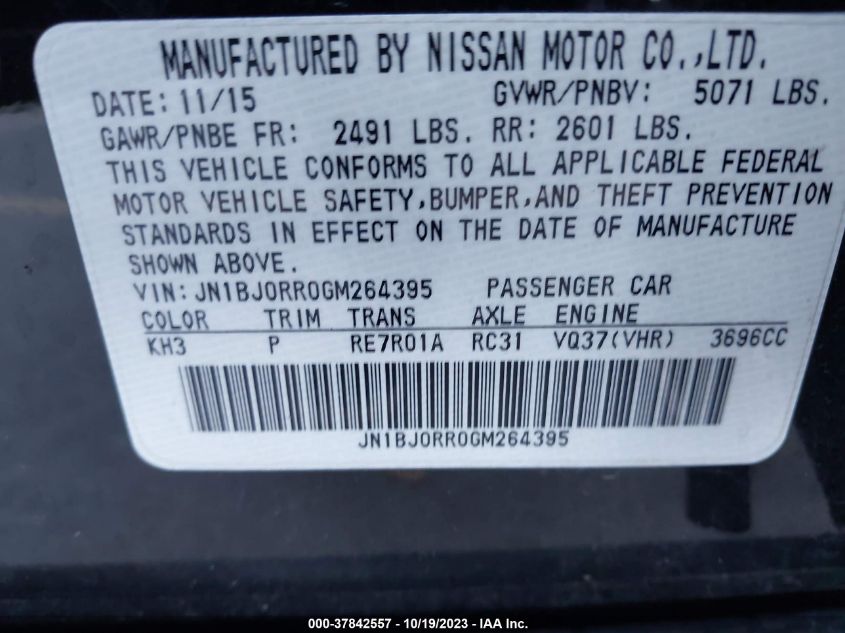 MANUFACTURED BY NISSAN MOTOR CO.,LTD.
DATE: 11/15 GVWR/PNBV: 5071 LBS.
GAWR/PNBE FR: 2491 LBS. RR: 2601 LBS.
THIS VEHICLE CONFORMS TO ALL APPLICABLE FEDERAL
MOTOR VEHICLE SAFETY,BUMPER,AND THEFT PREVENTION
STANDARDS IN EFFECT ON THE DATE OF MANUFACTURE
SHOWN ABOVE.
VIN:JN1BJ0RR0GM264395 PASSENGER CAR
COLOR TRIM TRANS AXLE ENGINE
KH3 P RE7R01A RC31 VQ37(VHR) 3696CC
JN1BJ0RR0GM264395
000-37842557 - 10/19/2023 - IAA Inc.